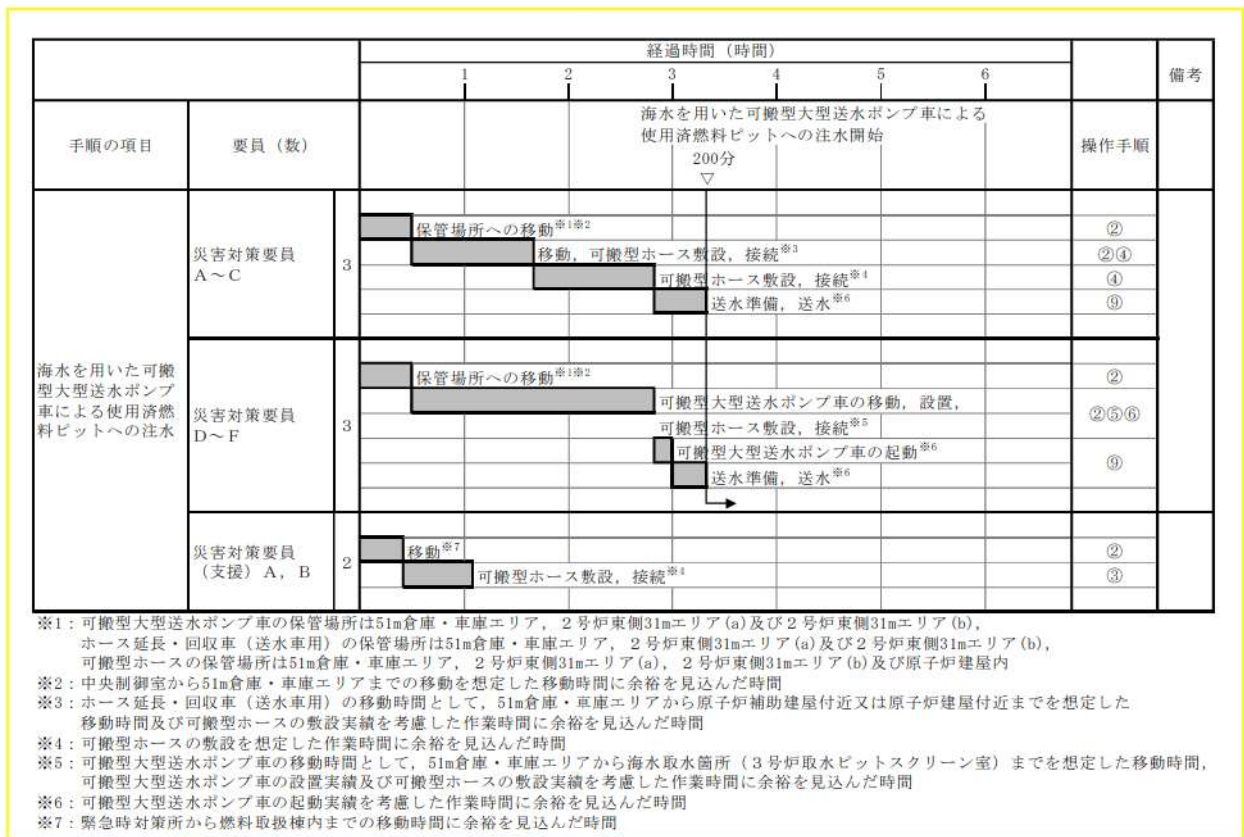 経過時間（時間）
備考
1 2 3 4 5 6
手順の項目
要員（数）
海水を用いた可搬型大型送水ポンプ車による
使用済燃料ピットへの注水開始
200分
▽
操作手順
海水を用いた可搬
型大型送水ポンプ
車による使用済燃
料ピットへの注水
災害対策要員
A～C
3
保管場所への移動※1※2
②
移動，可搬型ホース敷設，接続※3
②④
可搬型ホース敷設，接続※4
④
送水準備，送水※6
⑨
災害対策要員
D～F
3
保管場所への移動※1※2
②
可搬型大型送水ポンプ車の移動，設置，
可搬型ホース敷設，接続※5
②⑤⑥
可搬型大型送水ポンプ車の起動※6
送水準備，送水※6
⑨
災害対策要員
（支援）A，B
2
移動※7
②
可搬型ホース敷設，接続※4
③
※1：可搬型大型送水ポンプ車の保管場所は51m倉庫・車庫エリア，2号炉東側31mエリア(a)及び2号炉東側31mエリア(b)，
ホース延長・回収車（送水車用）の保管場所は51m倉庫・車庫エリア，2号炉東側31mエリア(a)及び2号炉東側31mエリア(b)，
可搬型ホースの保管場所は51m倉庫・車庫エリア，2号炉東側31mエリア(a)，2号炉東側31mエリア(b)及び原子炉建屋内
※2：中央制御室から51m倉庫・車庫エリアまでの移動を想定した移動時間に余裕を見込んだ時間
※3：ホース延長・回収車（送水車用）の移動時間として，51m倉庫・車庫エリアから原子炉補助建屋付近又は原子炉建屋付近までを想定した
移動時間及び可搬型ホースの敷設実績を考慮した作業時間に余裕を見込んだ時間
※4：可搬型ホースの敷設を想定した作業時間に余裕を見込んだ時間
※5：可搬型大型送水ポンプ車の移動時間として，51m倉庫・車庫エリアから海水取水箇所（3号炉取水ピットスクリーン室）までを想定した移動時間，
可搬型大型送水ポンプ車の設置実績及び可搬型ホースの敷設実績を考慮した作業時間に余裕を見込んだ時間
※6：可搬型大型送水ポンプ車の起動実績を考慮した作業時間に余裕を見込んだ時間
※7：緊急時対策所から燃料取扱棟内までの移動時間に余裕を見込んだ時間